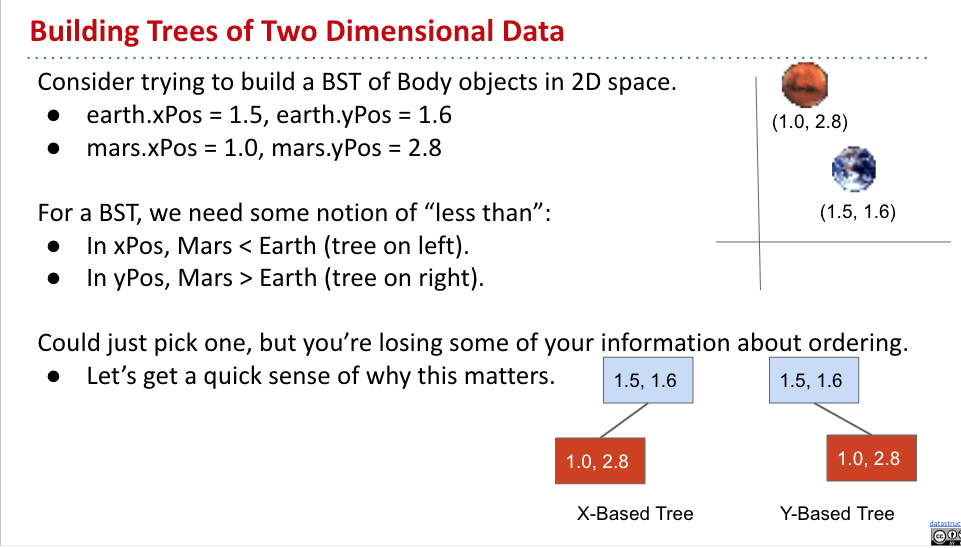 Building Trees of Two Dimensional Data
Consider trying to build a BST of Body objects in 2D space.
● earth.xPos = 1.5, earth.yPos = 1.6
● mars.xPos = 1.0, mars.yPos = 2.8
(1.0, 2.8)
(1.5, 1.6)
For a BST, we need some notion of “less than”:
● In xPos, Mars < Earth (tree on left).
● In yPos, Mars > Earth (tree on right).
Could just pick one, but you’re losing some of your information about ordering.
● Let’s get a quick sense of why this matters.
1.5, 1.6
1.0, 2.8
X-Based Tree
1.5, 1.6
1.0, 2.8
Y-Based Tree
datastruc